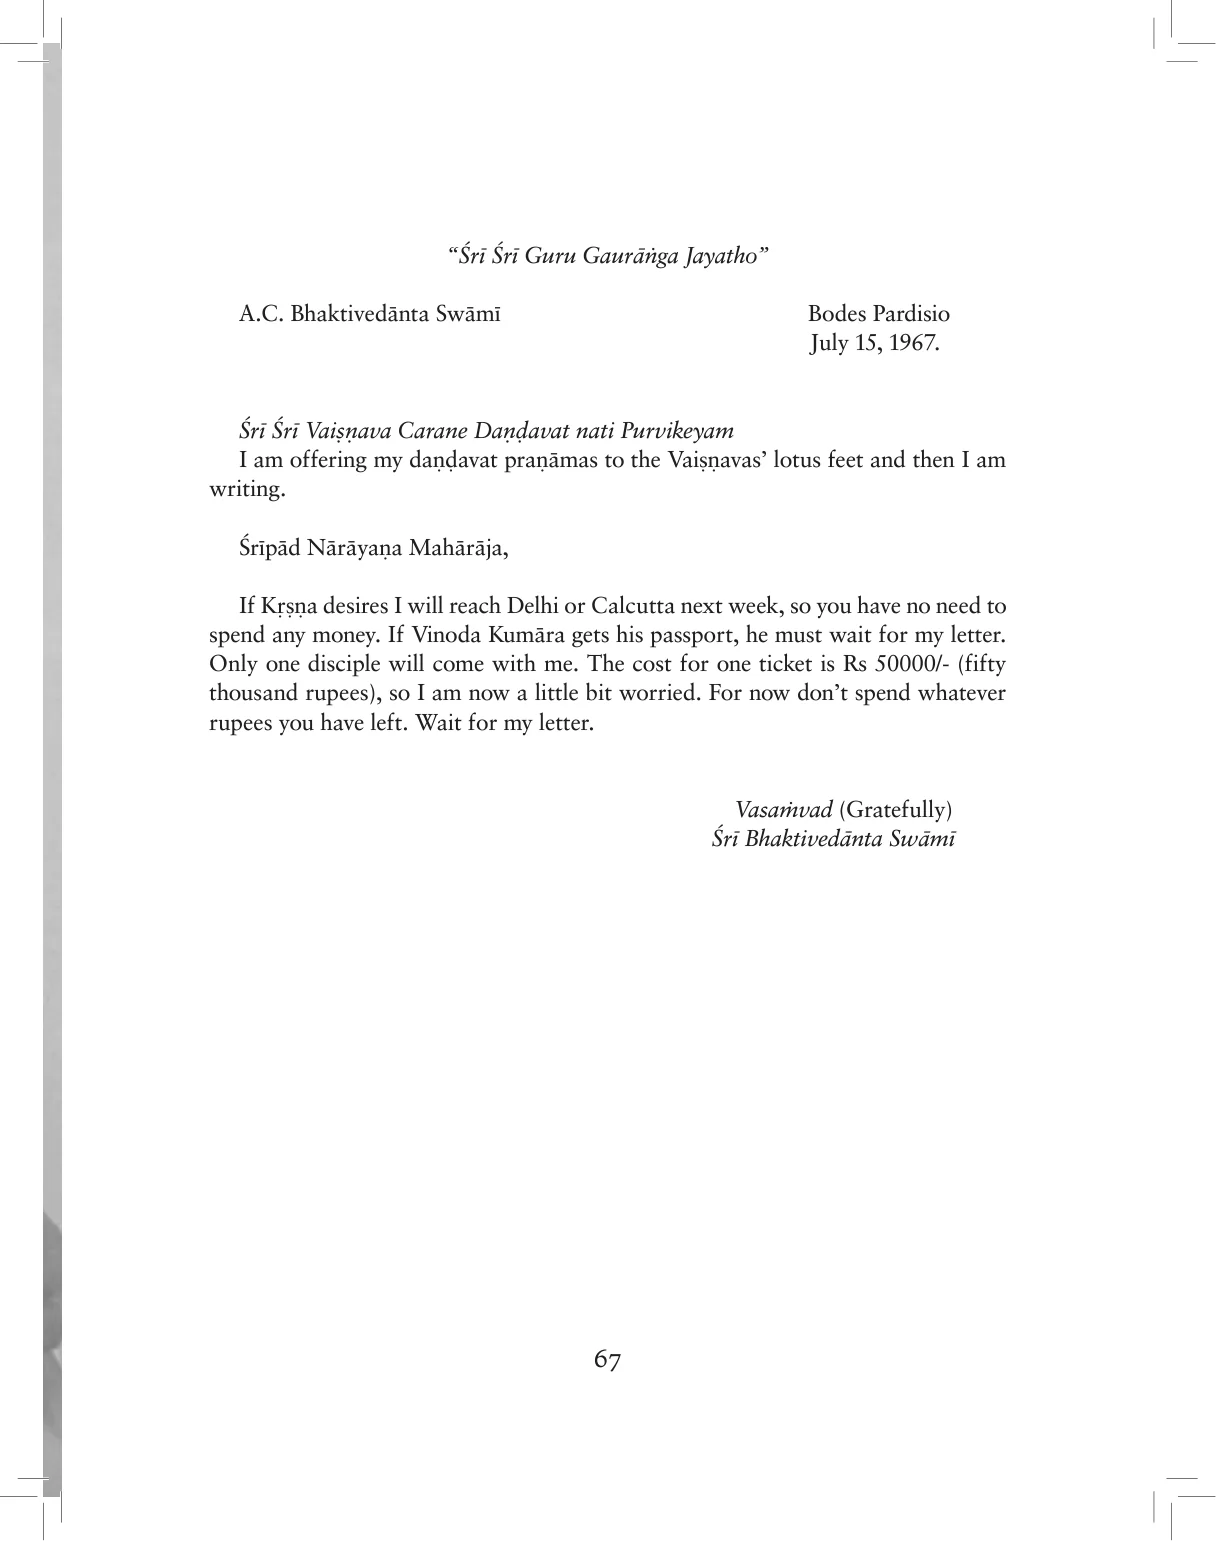 “Śrī Śrī Guru Gaurāṅga Jayatho”
A.C. Bhaktivedānta Swāmī Bodes Pardisio
July 15, 1967.
Śrī Śrī Vaiṣṇava Carane Daṇḍavat nati Purvikeyam
I am offering my daṇḍavat praṇāmas to the Vaiṣṇavas’ lotus feet and then I am
writing.
Śrīpād Nārāyaṇa Mahārāja,
If Kṛṣṇa desires I will reach Delhi or Calcutta next week, so you have no need to
spend any money. If Vinoda Kumāra gets his passport, he must wait for my letter.
Only one disciple will come with me. The cost for one ticket is Rs 50000/- (fifty
thousand rupees), so I am now a little bit worried. For now don’t spend whatever
rupees you have left. Wait for my letter.
Vasaṁvad (Gratefully)
Śrī Bhaktivedānta Swāmī
67